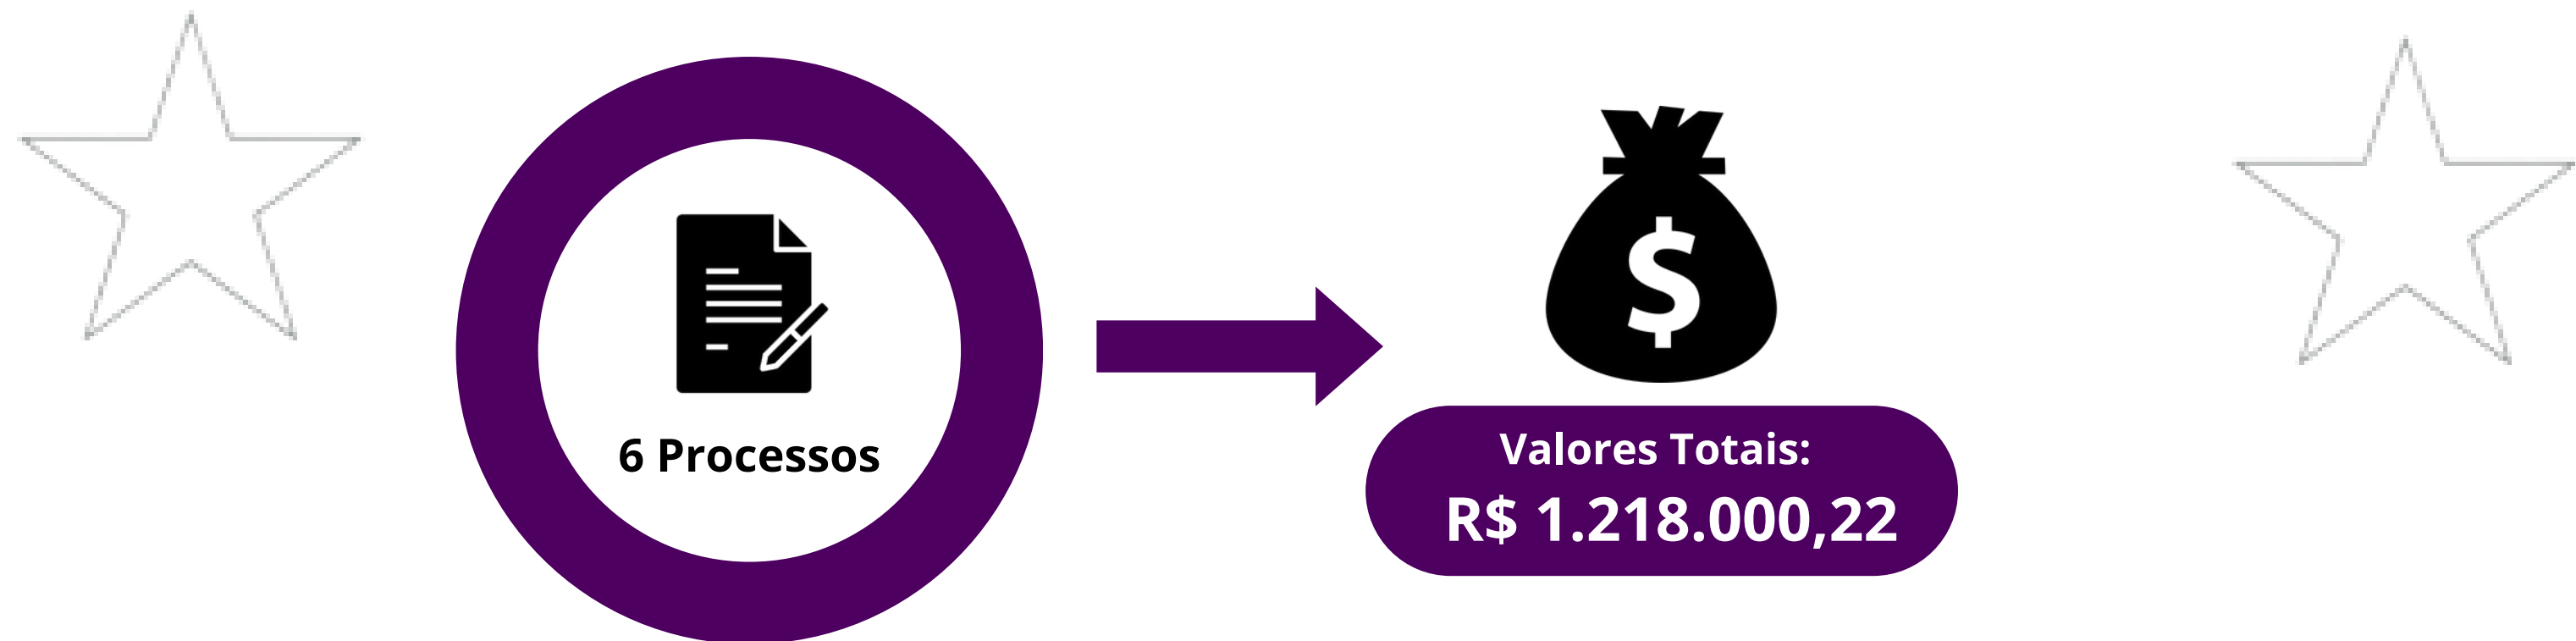 6 Processos
Valores Totais:
R$ 1.218.000,22